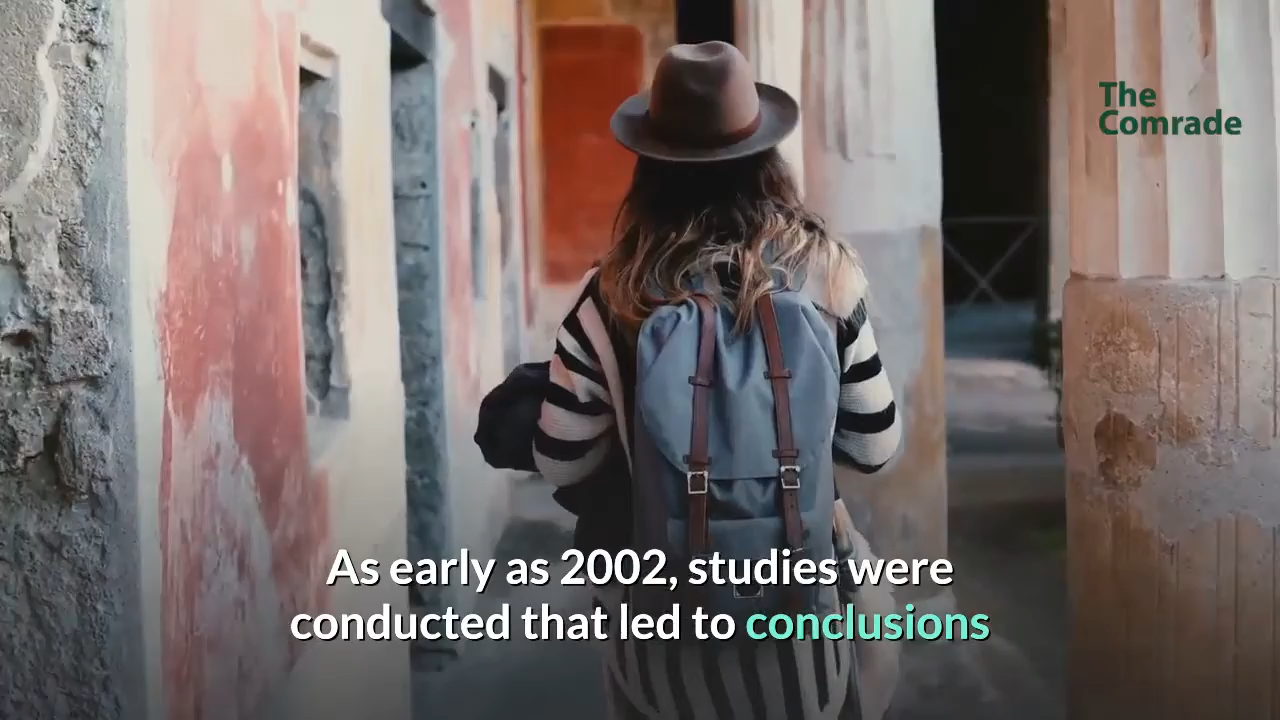 The
Comrade
As early as 2002, studies were
conducted that led to conclusions